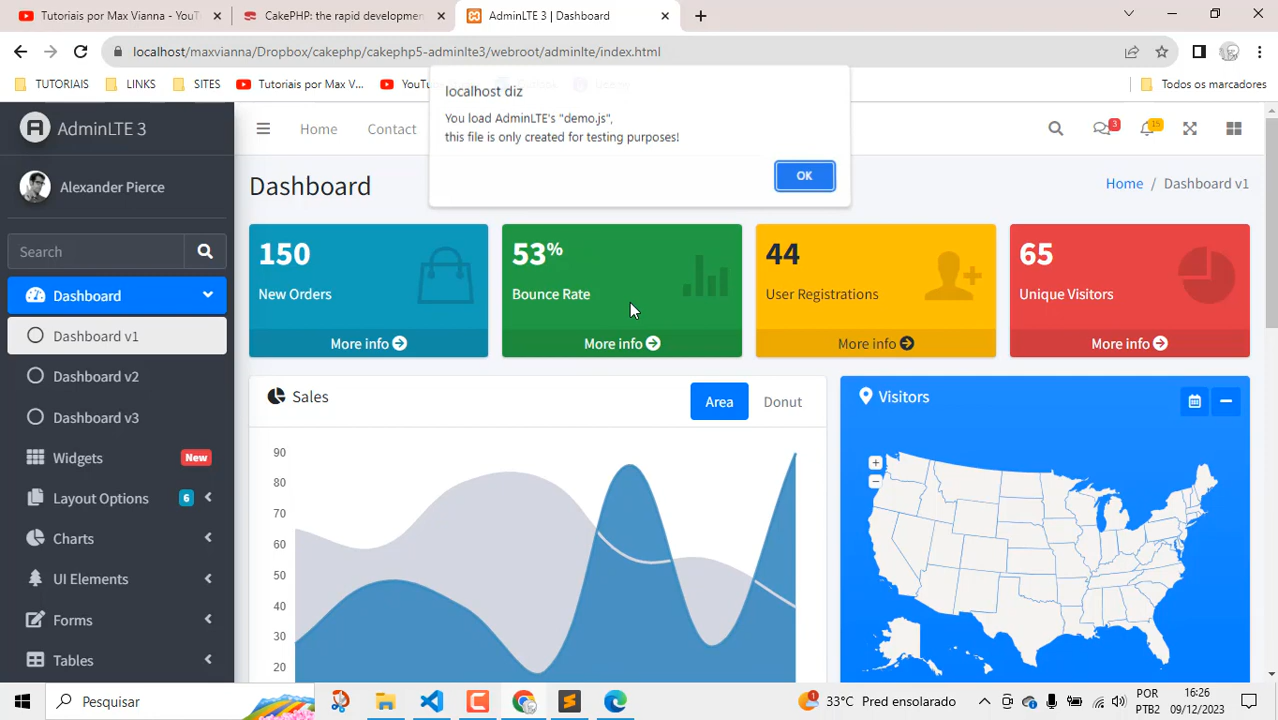 Tutoriais por Max Vianna - YouT
CakePHP: the rapid developmen
AdminLTE 3 | Dashboard
localhost/maxvianna/Dropbox/cakephp/cakephp5-adminlte3/webroot/adminlte/index.html
TUTORIAIS
LINKS
SITES
Tutoriais por Max V...
YouTu
Todos os marcadores
localhost diz
You load AdminLTE's "demo.js",
this file is only created for testing purposes!
OK
AdminLTE 3
Home
Contact
3
15
Alexander Pierce
Dashboard
Home / Dashboard v1
Search
Dashboard
Dashboard v1
Dashboard v2
Dashboard v3
Widgets
New
Layout Options
6
Charts
UI Elements
Forms
Tables
150
New Orders
More info
53%
Bounce Rate
More info
44
User Registrations
More info
65
Unique Visitors
More info
Sales
Area
Donut
90
80
70
60
50
40
30
20
Visitors
+
−
Pesquisar
1
33°C Pred ensolarado
POR
PTB2
6:26
09/12/2023